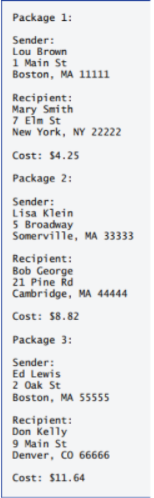 Package 1:
Sender:
Lou Brown
1 Main St
Boston, MA 11111
Recipient:
Mary Smith
7 Elm St
New York, NY 22222
Cost: $4.25
Package 2:
Sender:
Lisa Klein
5 Broadway
Somerville, MA 33333
Recipient:
Bob George
21 Pine Rd
Cambridge, MA 44444
Cost: $8.82
Package 3:
Sender:
Ed Lewis
2 Oak St
Boston, MA 55555
Recipient:
Don Kelly
9 Main St
Denver, CO 66666
Cost: $11.64